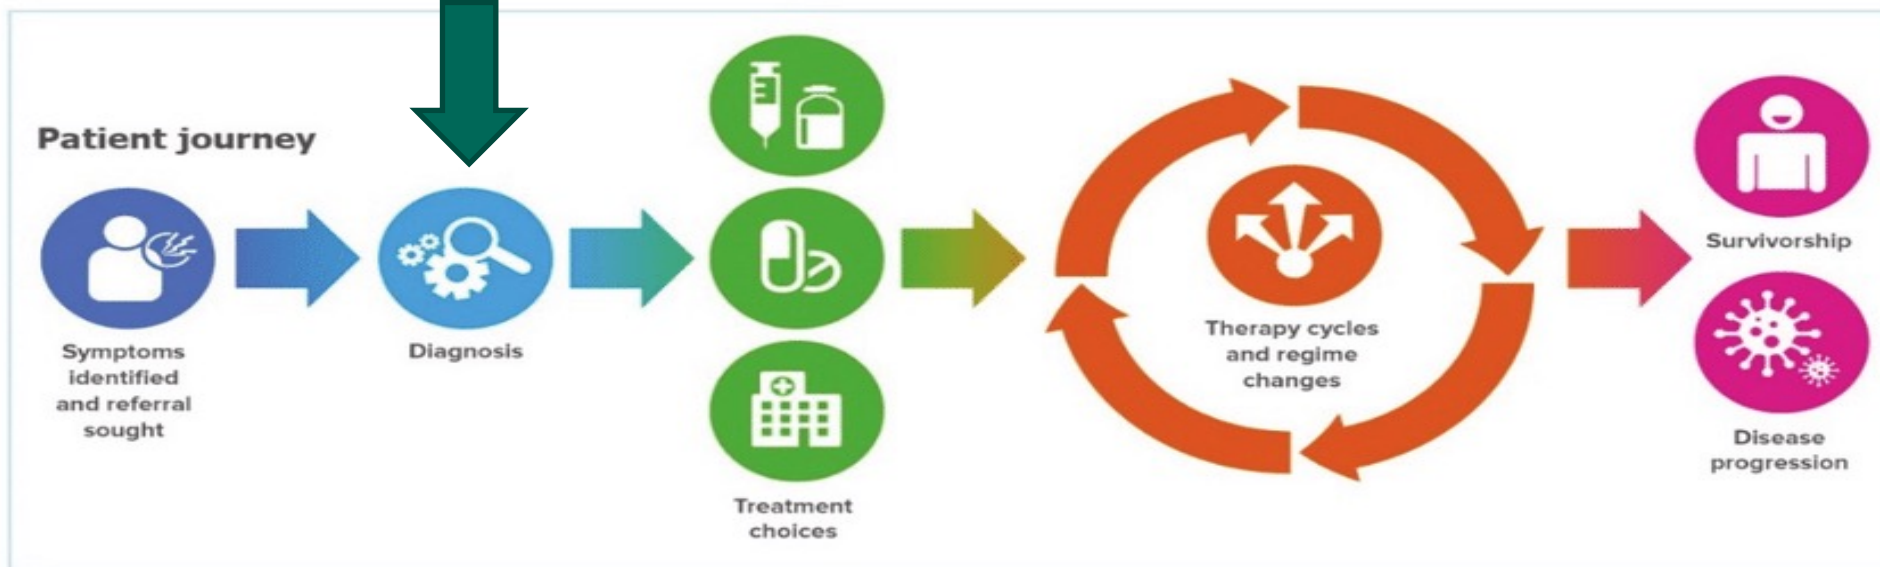 Patient journey
Symptoms
identified
and referral
sought
Diagnosis
Treatment
choices
Therapy cycles
and regime
changes
Survivorship
Disease
progression